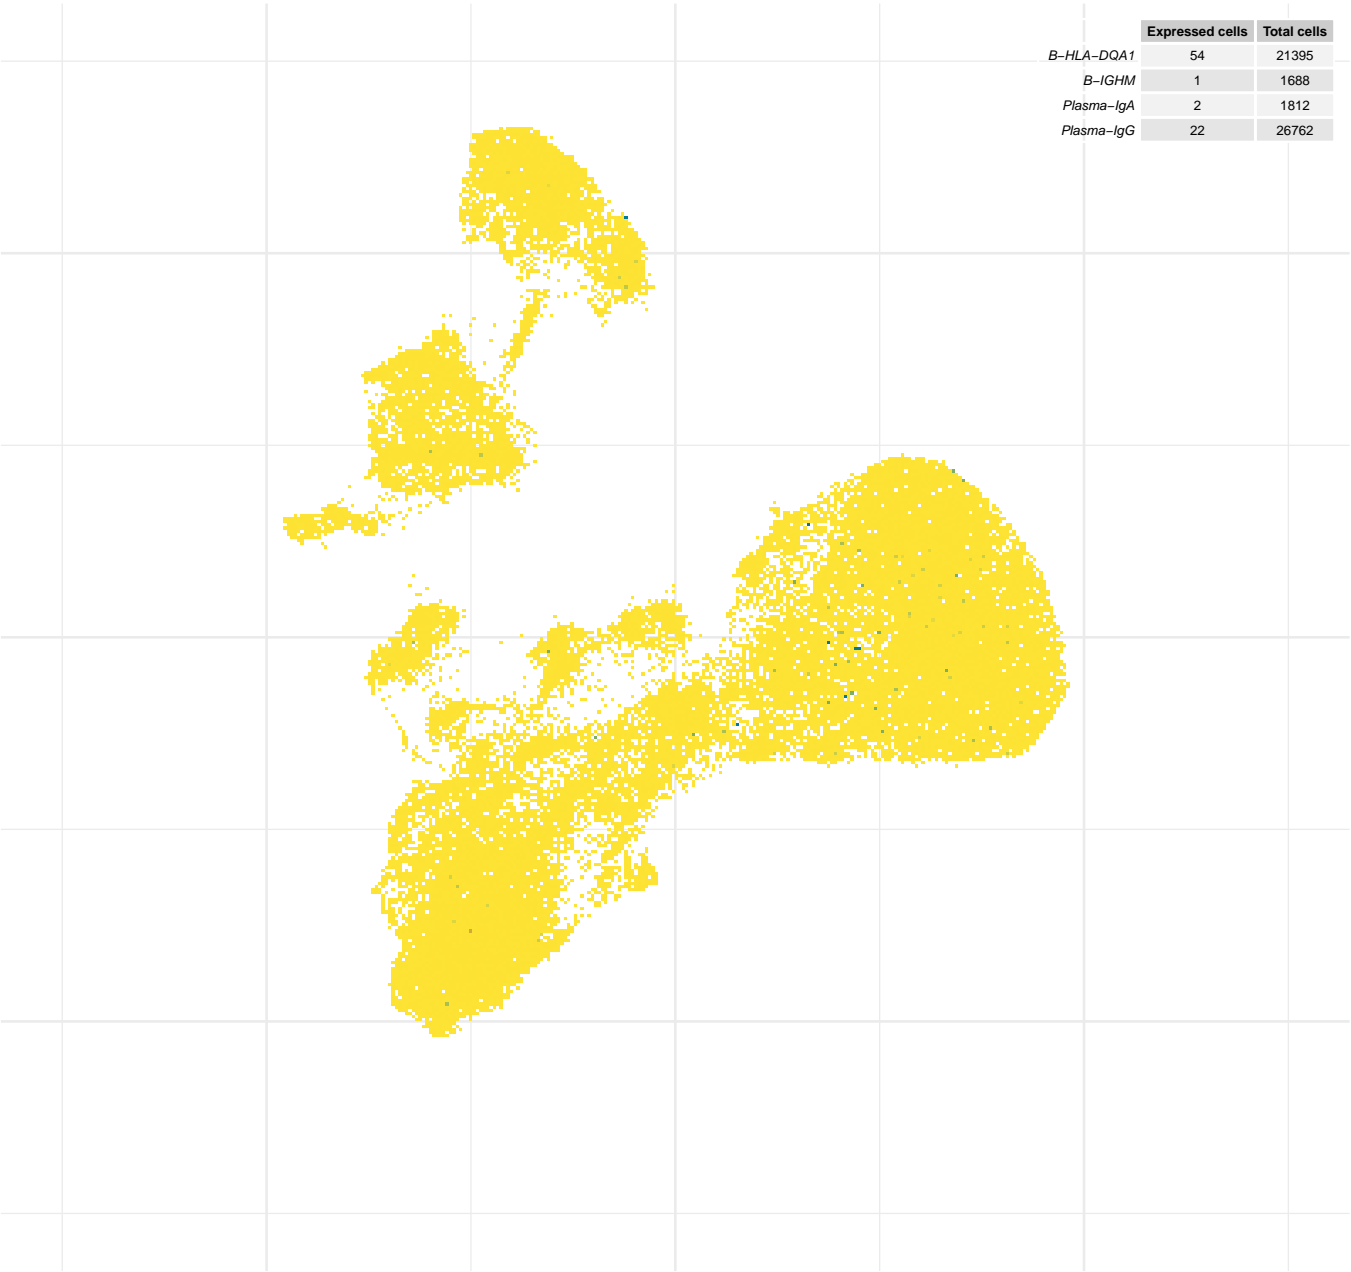 Expressed cells Total cells
B−HLA−DQA1 54 21395
B−IGHM 1 1688
Plasma−IgA 2 1812
Plasma−IgG 22 26762